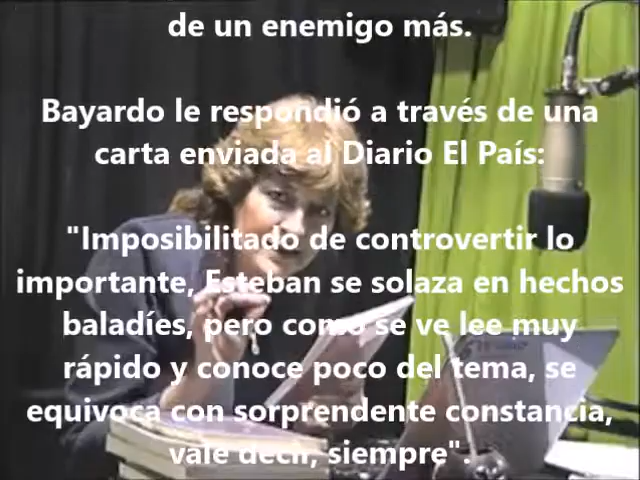 de un enemigo más.
Bayardo le respondió a través de una
carta enviada al Diario El País:
"Imposibilitado de controvertir lo
importante, Esteban se solaza en hechos
baladíes, pero como se ve lee muy
rápido y conoce poco del tema, se
equivoca con sorprendente constancia,
vale decir, siempre".